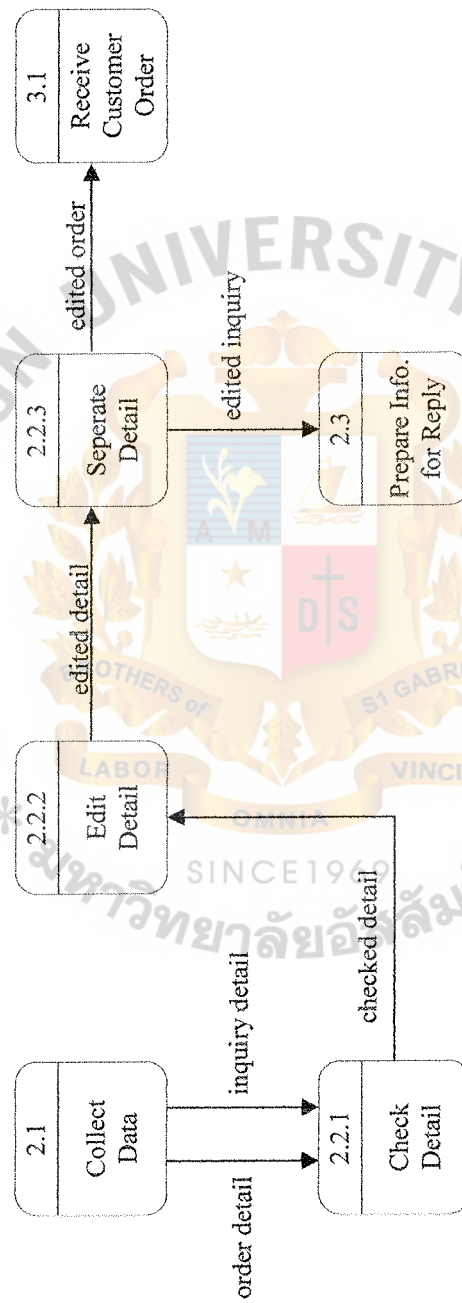 2.1
Collect
Data
order detail
inquiry detail
2.2.1
Check
Detail
checked detail
2.2.2
Edit
Detail
edited detail
2.2.3
Seperate
Detail
edited order
edited inquiry
3.1
Receive
Customer
Order
2.3
Prepare Info.
for Reply
UNIVERSITY
A M
D S
BROTHERS of
ST GABRI
LABOR
OMNIA
VINCI
SINCE1969
*